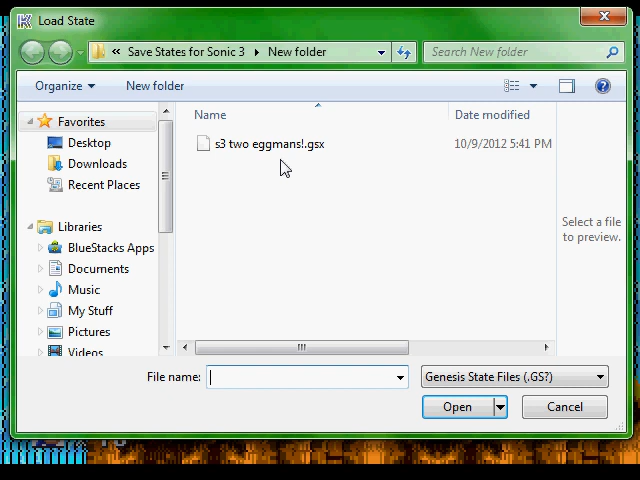 Load State
« Save States for Sonic 3 New folder
Search New folder
Organize
New folder
Name
Date modified
Favorites
Desktop
Downloads
Recent Places
Libraries
BlueStacks Apps
Documents
Music
My Stuff
Pictures
Videos
s3 two eggmans!.gsx
10/9/2012 5:41 PM
Select a file
to preview.
File name:
Genesis State Files (.GS?)
Open
Cancel